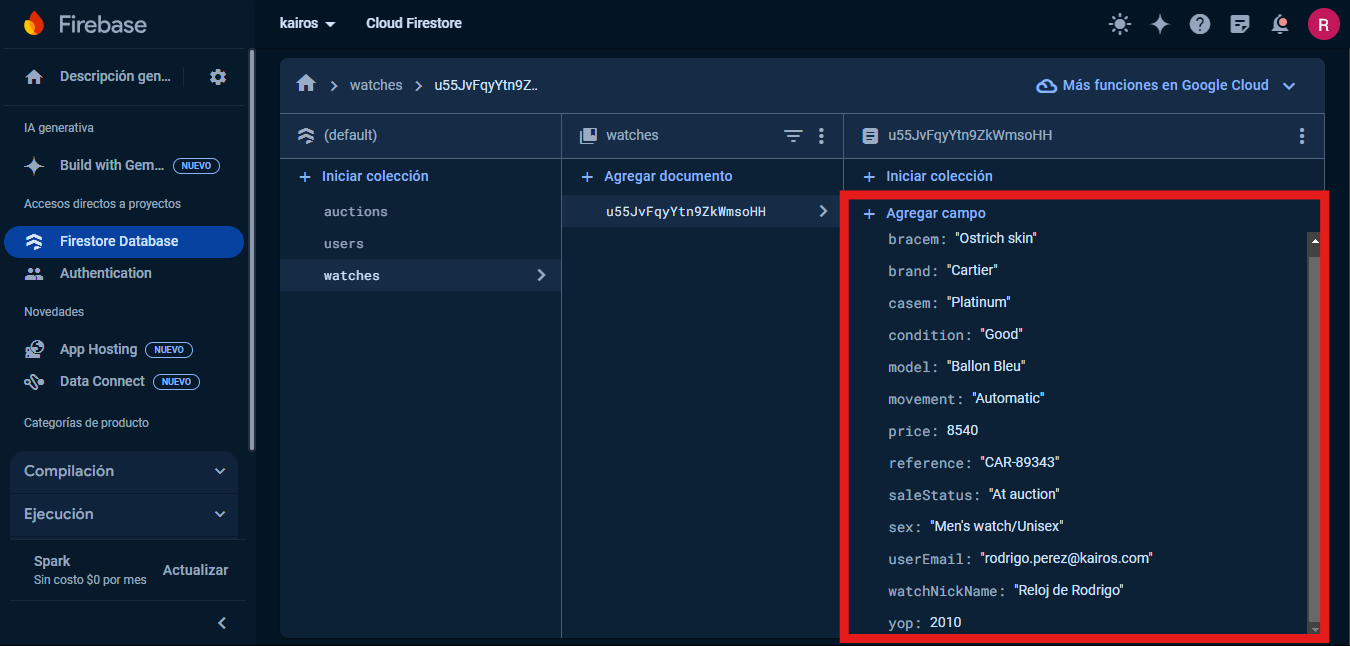 Firebase
kairos
Cloud Firestore
R
Descripción gen...
IA generativa
Build with Gem... NUEVO
Accesos directos a proyectos
Firestore Database
Authentication
Novedades
App Hosting NUEVO
Data Connect NUEVO
Categorías de producto
Compilación
Ejecución
Spark
Sin costo $0 por mes
Actualizar
watches
u55JvFqyYtn9Z..
Más funciones en Google Cloud
(default)
Iniciar colección
auctions
users
watches
watches
Agregar documento
u55JvFqyYtn9ZkWmsoHH
u55JvFqyYtn9ZkWmsoHH
Iniciar colección
Agregar campo
bracem: "Ostrich skin"
brand: "Cartier"
casem: "Platinum"
condition: "Good"
model: "Ballon Bleu"
movement: "Automatic"
price: 8540
reference: "CAR-89343"
saleStatus: "At auction"
sex: "Men's watch/Unisex"
userEmail: "rodrigo.perez@kairos.com"
watchNickName: "Reloj de Rodrigo"
yop: 2010